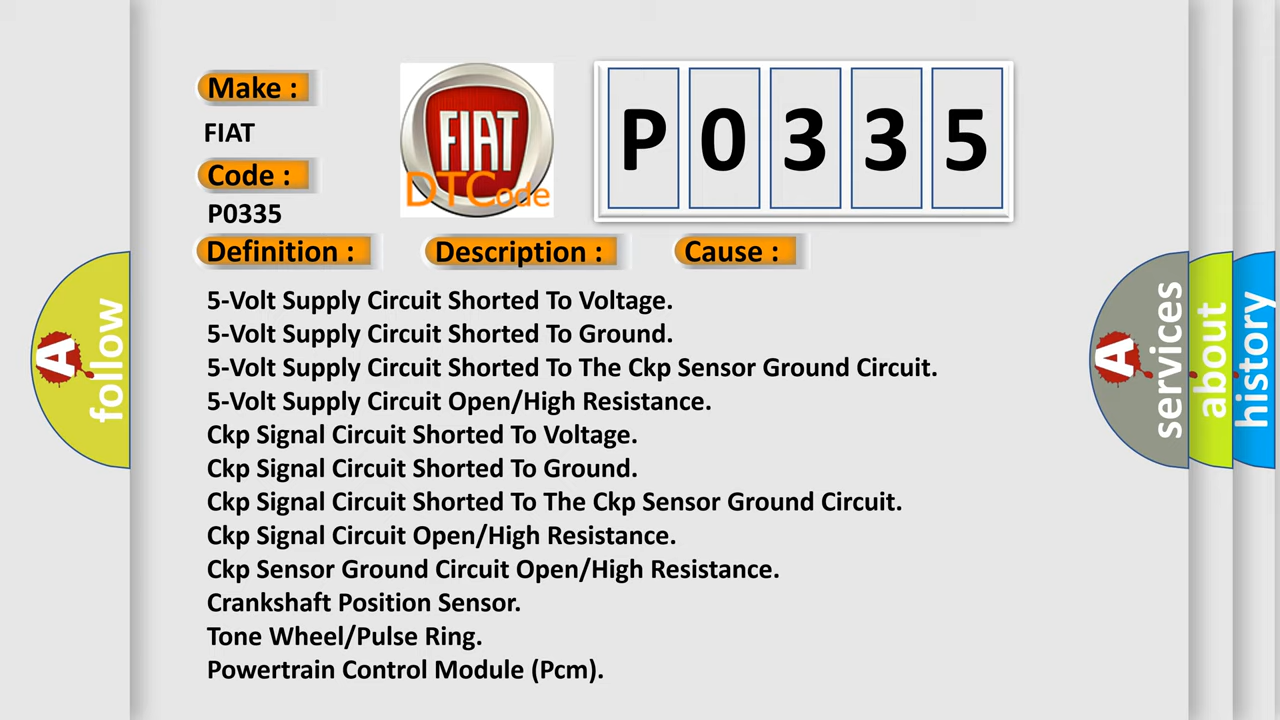 Make :
FIAT
Code :
P0335
FIAT
DTCode
P0335
Definition :
Description :
Cause :
5-Volt Supply Circuit Shorted To Voltage.
5-Volt Supply Circuit Shorted To Ground.
5-Volt Supply Circuit Shorted To The Ckp Sensor Ground Circuit.
5-Volt Supply Circuit Open/High Resistance.
Ckp Signal Circuit Shorted To Voltage.
Ckp Signal Circuit Shorted To Ground.
Ckp Signal Circuit Shorted To The Ckp Sensor Ground Circuit.
Ckp Signal Circuit Open/High Resistance.
Ckp Sensor Ground Circuit Open/High Resistance.
Crankshaft Position Sensor.
Tone Wheel/Pulse Ring.
Powertrain Control Module (Pcm).
A
follow
A
services
about
history